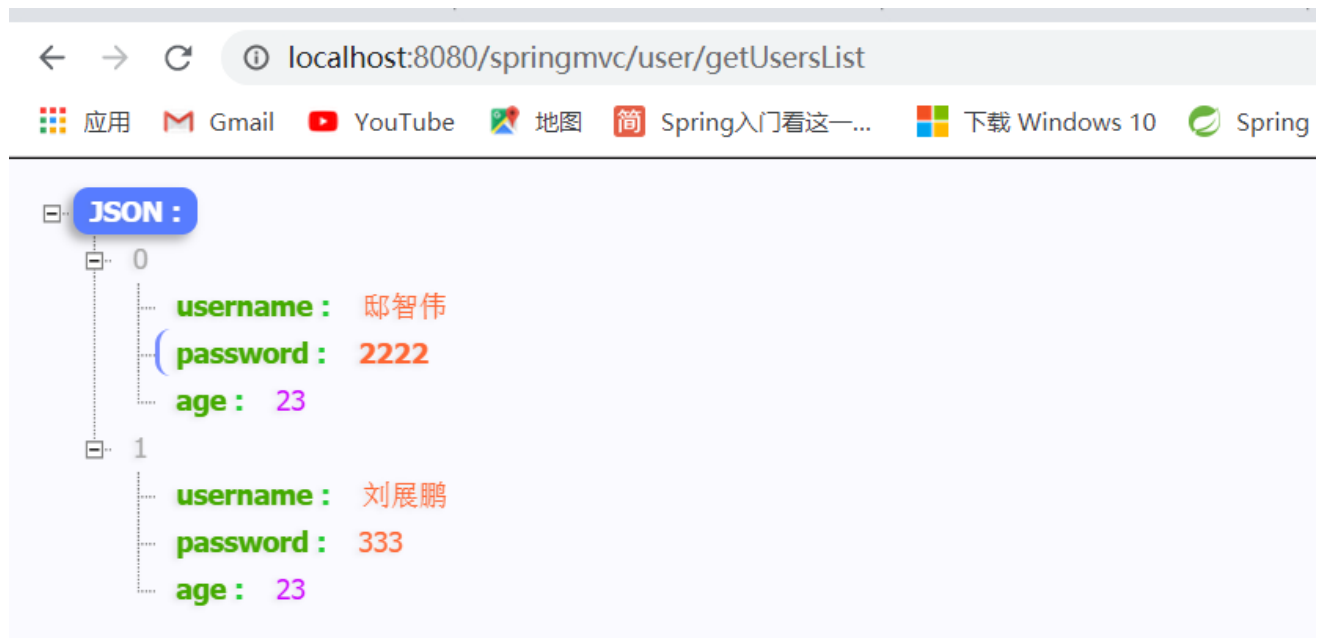 localhost:8080/springmvc/user/getUsersList
应用 Gmail YouTube 地图 简 Spring入门看这一... 下载 Windows 10 Spring
JSON :
0
username : 邸智伟
password : 2222
age : 23
1
username : 刘展鹏
password : 333
age : 23